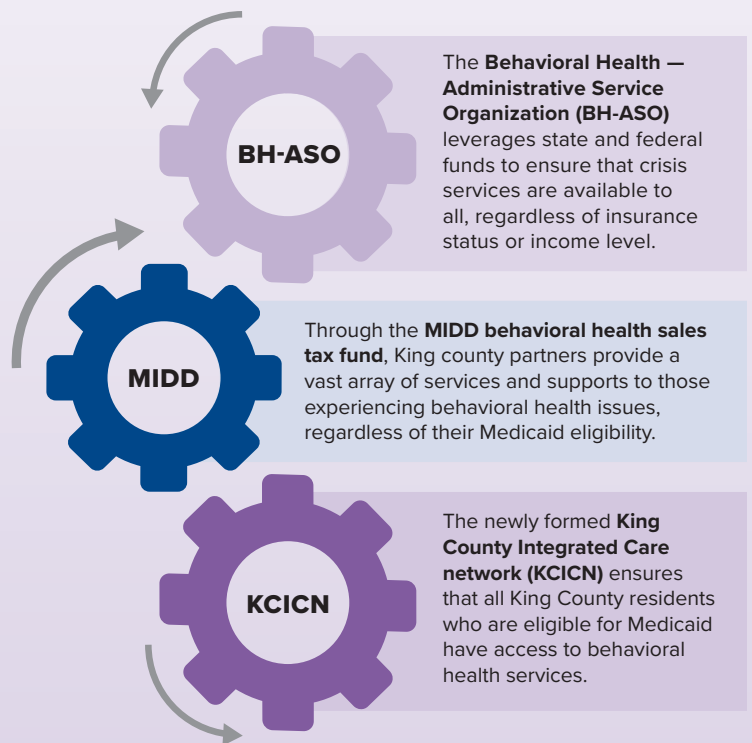 BH-ASO
The Behavioral Health —
Administrative Service
Organization (BH-ASO)
leverages state and federal
funds to ensure that crisis
services are available to
all, regardless of insurance
status or income level.
MIDD
Through the MIDD behavioral health sales
tax fund, King county partners provide a
vast array of services and supports to those
experiencing behavioral health issues,
regardless of their Medicaid eligibility.
KCICN
The newly formed King
County Integrated Care
network (KCICN) ensures
that all King County residents
who are eligible for Medicaid
have access to behavioral
health services.